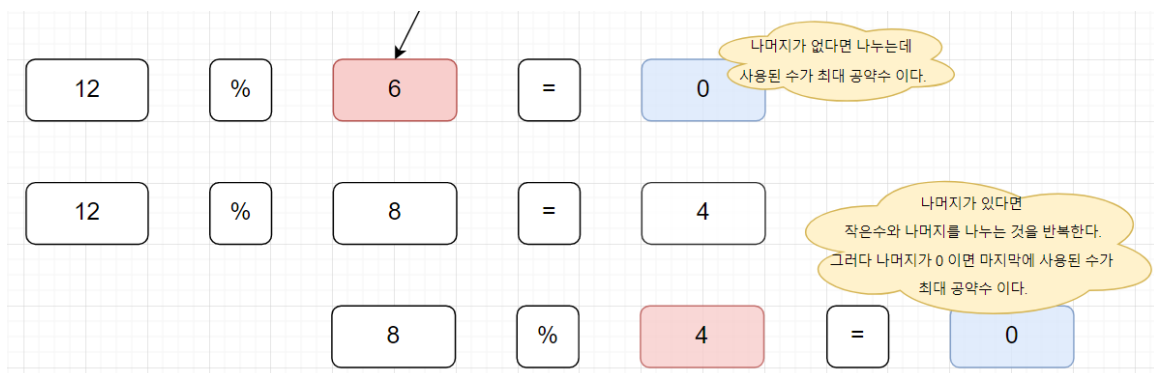 12 % 6 = 0
나머지가 없다면 나누는데
사용된 수가 최대 공약수 이다.
12 % 8 = 4
나머지가 있다면
작은수와 나머지를 나누는 것을 반복한다.
그러다 나머지가 0 이면 마지막에 사용된 수가
최대 공약수 이다.
8 % 4 = 0